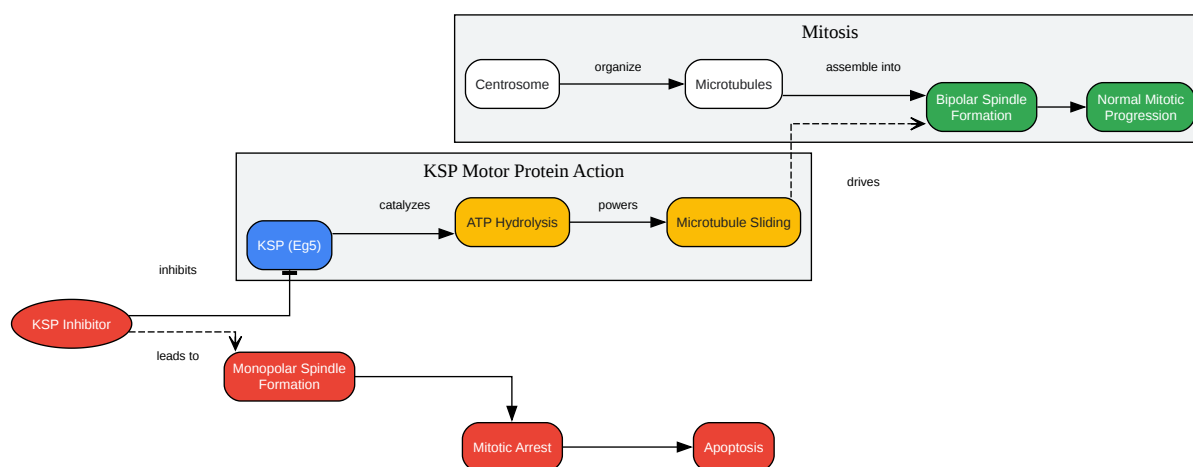 Mitosis
Centrosome
organize
Microtubules
assemble into
Bipolar Spindle
Formation
Normal Mitotic
Progression
KSP Motor Protein Action
drives
KSP (Eg5)
catalyzes
ATP Hydrolysis
powers
Microtubule Sliding
inhibits
KSP Inhibitor
leads to
Monopolar Spindle
Formation
Mitotic Arrest
Apoptosis